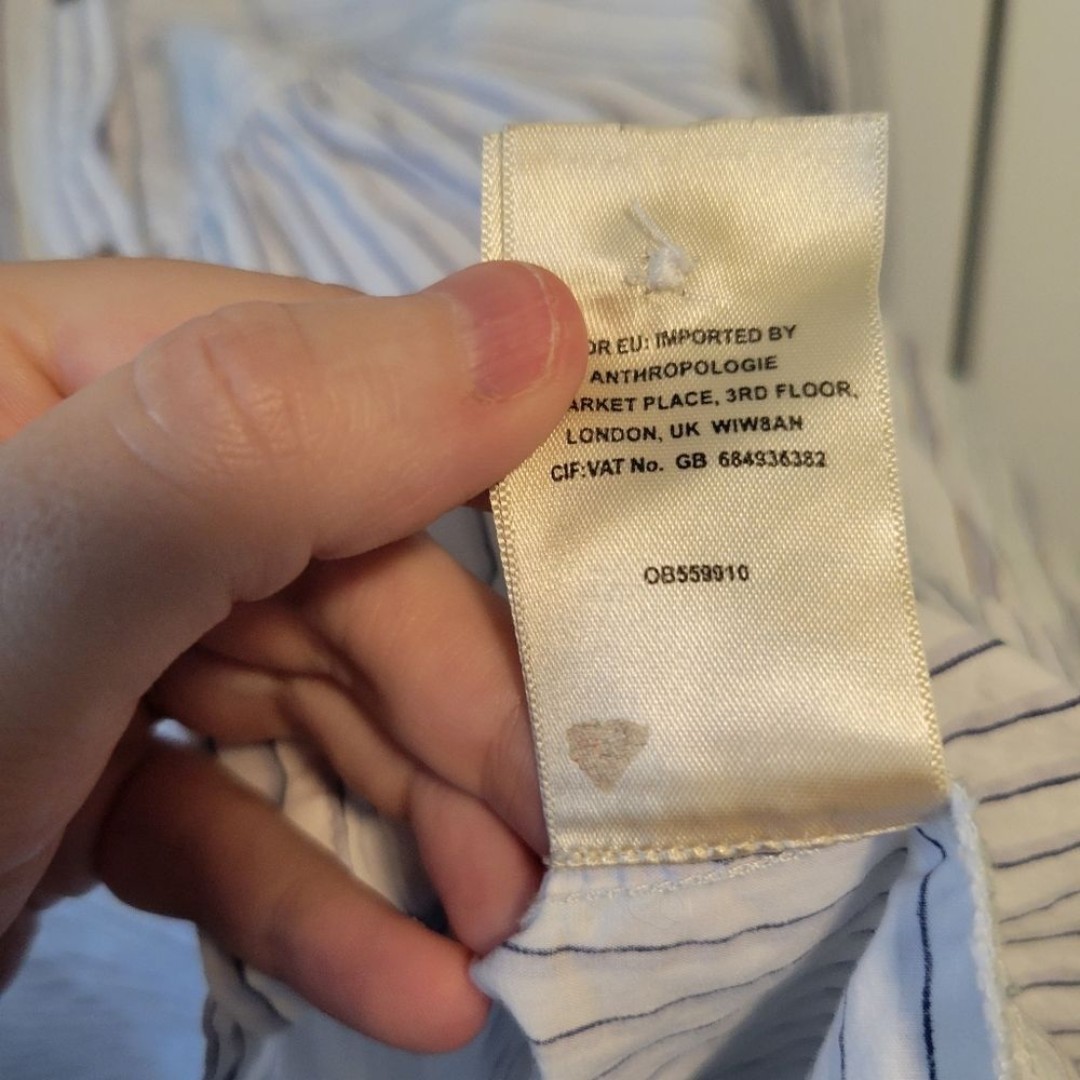 OR EU: IMPORTED BY
ANTHROPOLOGIE
ARKET PLACE, 3RD FLOOR,
LONDON, UK WIW8AH
CIF:VAT No. GB 684936382
OB559910